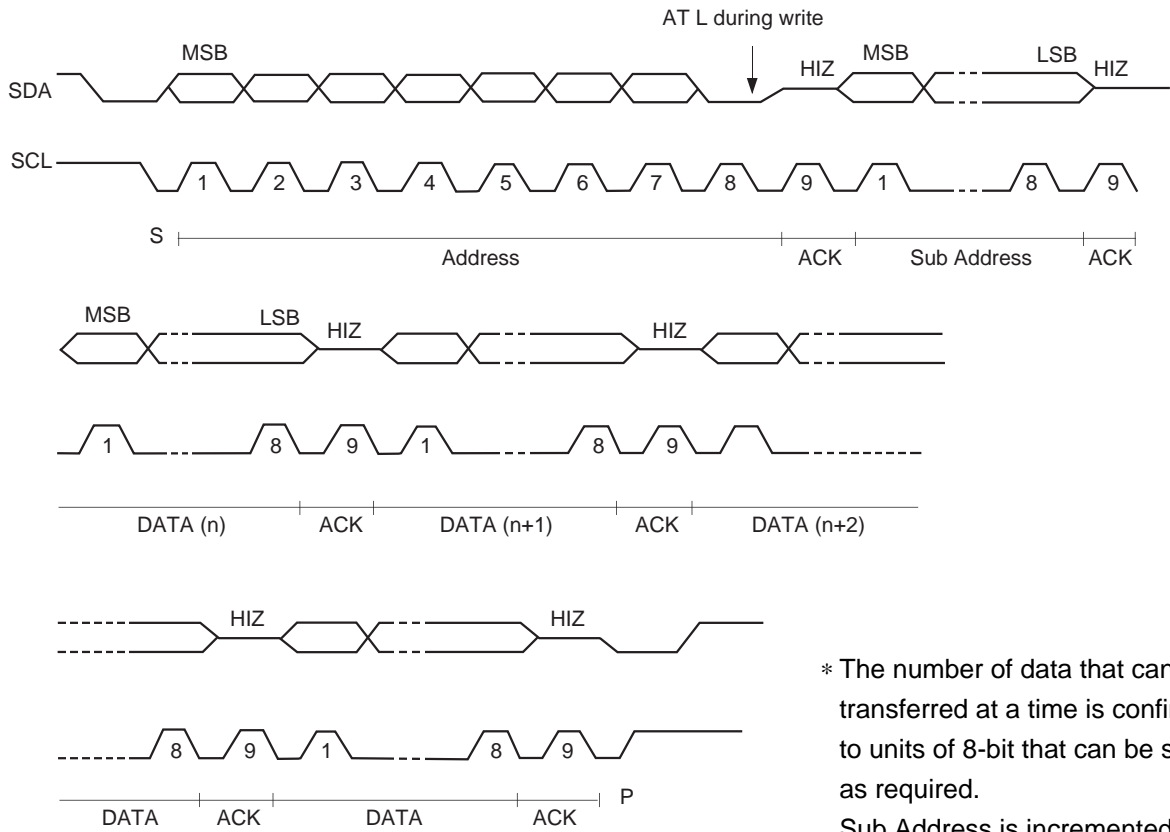 AT L during write
MSB HIZ MSB LSB HIZ
SDA
SCL
1 2 3 4 5 6 7 8 9 1 8 9
S
Address ACK Sub Address ACK
MSB LSB HIZ HIZ
1 8 9 1 8 9
DATA (n) ACK DATA (n+1) ACK DATA (n+2)
HIZ HIZ
8 9 1 8 9
P
DATA ACK DATA ACK
* The number of data that can
transferred at a time is
to units of 8-bit that can be
as required.
Sub Address is incremented